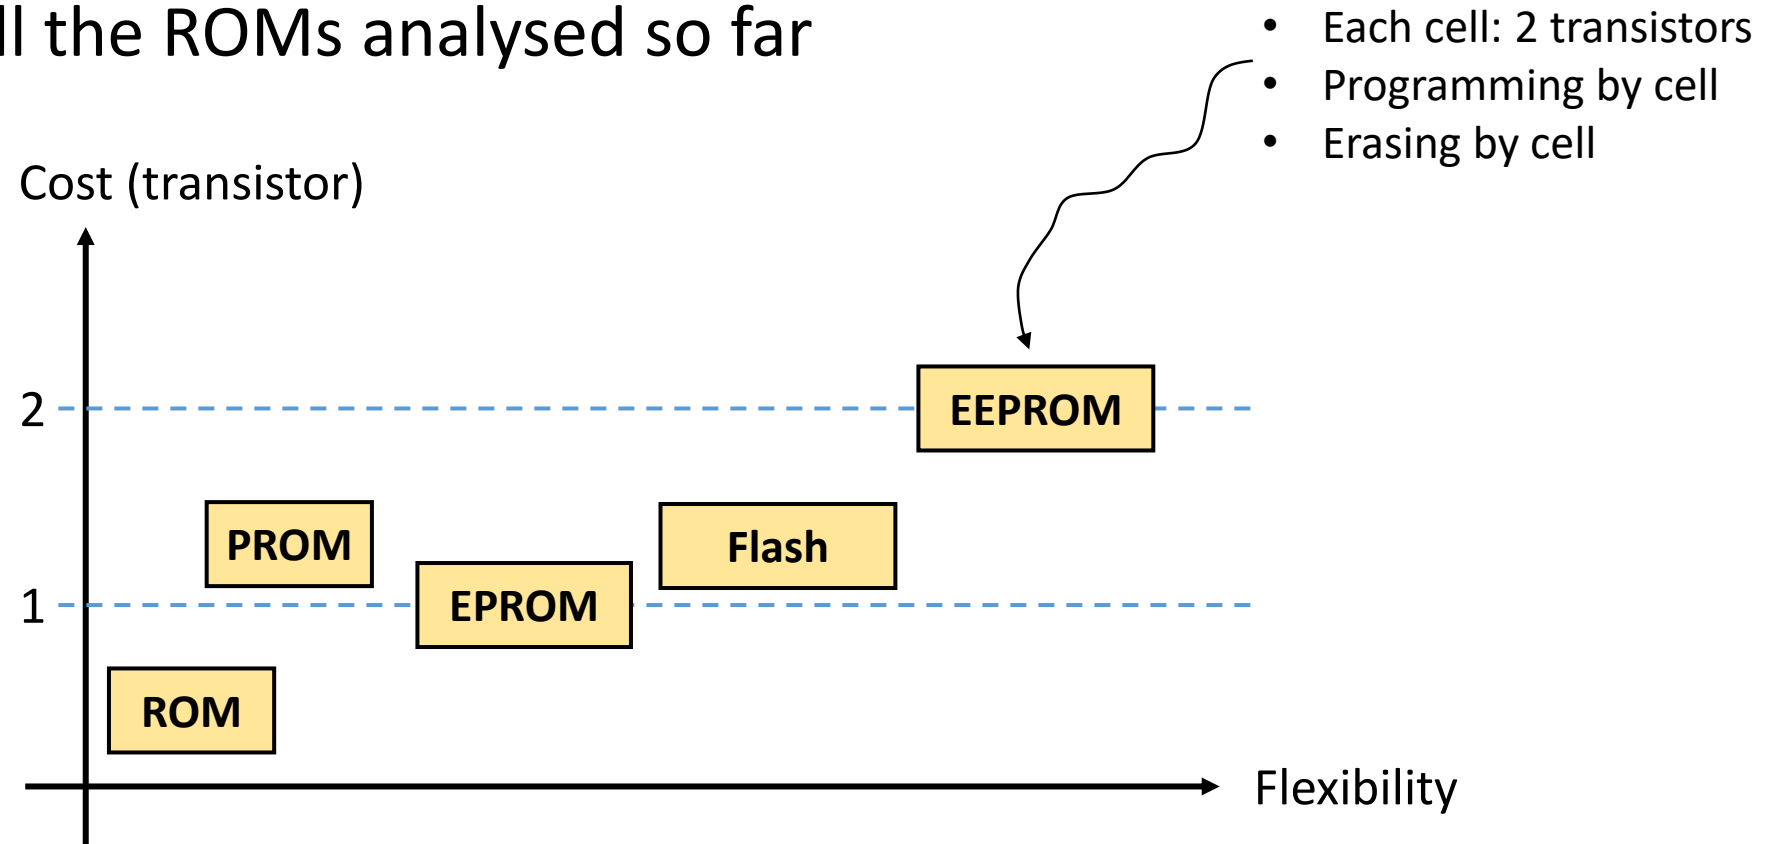 ll the ROMs analysed so far
• Each cell: 2 transistors
• Programming by cell
• Erasing by cell
Cost (transistor)
2
EEPROM
PROM
Flash
1
EPROM
ROM
Flexibility